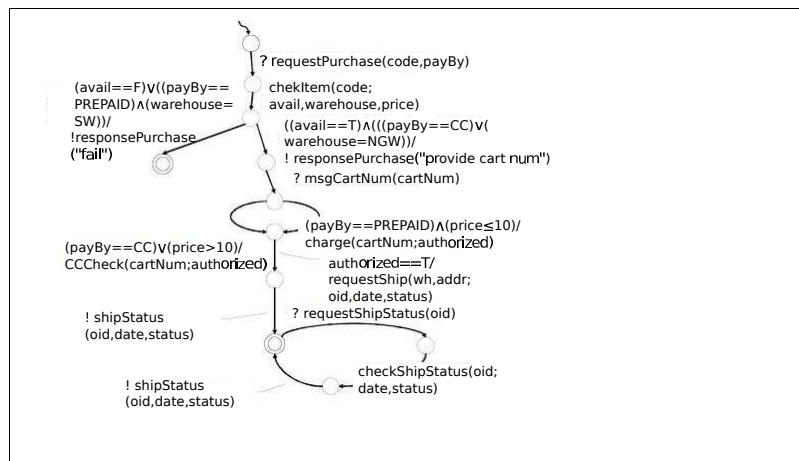 ? requestPurchase(code,payBy)
(avail==F)∨((payBy==
PREPAID)∧(warehouse=
SW))/
!responsePurchase
("fail")
chekItem(code;
avail,warehouse,price)
((avail==T)∧(((payBy==CC)∨(
warehouse=NGW))/
! responsePurchase("provide cart num")
? msgCartNum(cartNum)
(payBy==PREPAID)∧(price≤10)/
charge(cartNum;authorized)
(payBy==CC)∨(price>10)/
CCCheck(cartNum;authorized)
authorized==T/
requestShip(wh,addr;
oid,date,status)
? requestShipStatus(oid)
! shipStatus
(oid,date,status)
checkShipStatus(oid;
date,status)
! shipStatus
(oid,date,status)